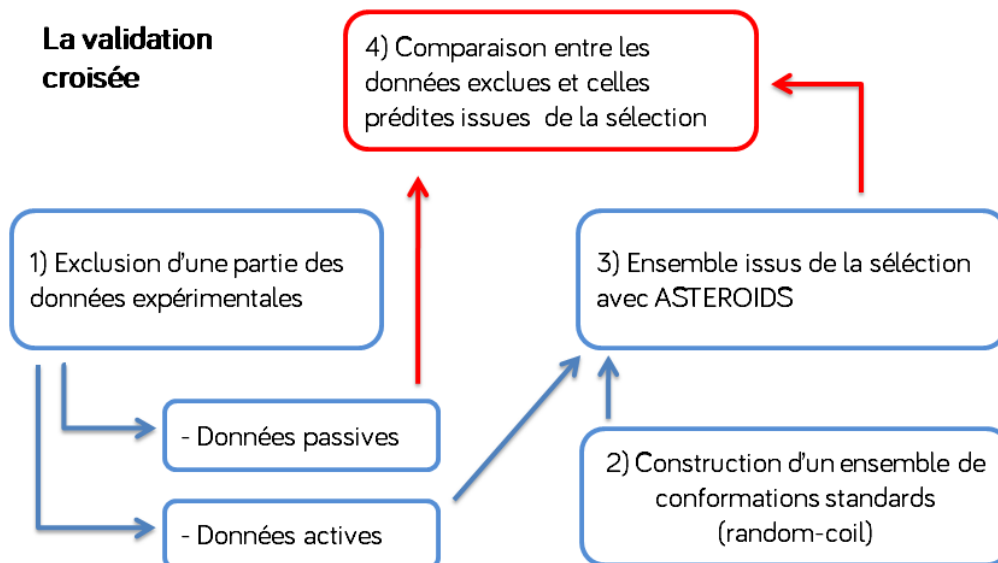 La validation
croisée
4) Comparaison entre les
données exclues et celles
prédites issues de la sélection
1) Exclusion d'une partie des
données expérimentales
3) Ensemble issus de la séléction
avec ASTEROIDS
- Données passives
- Données actives
2) Construction d'un ensemble de
conformations standards
(random-coil)